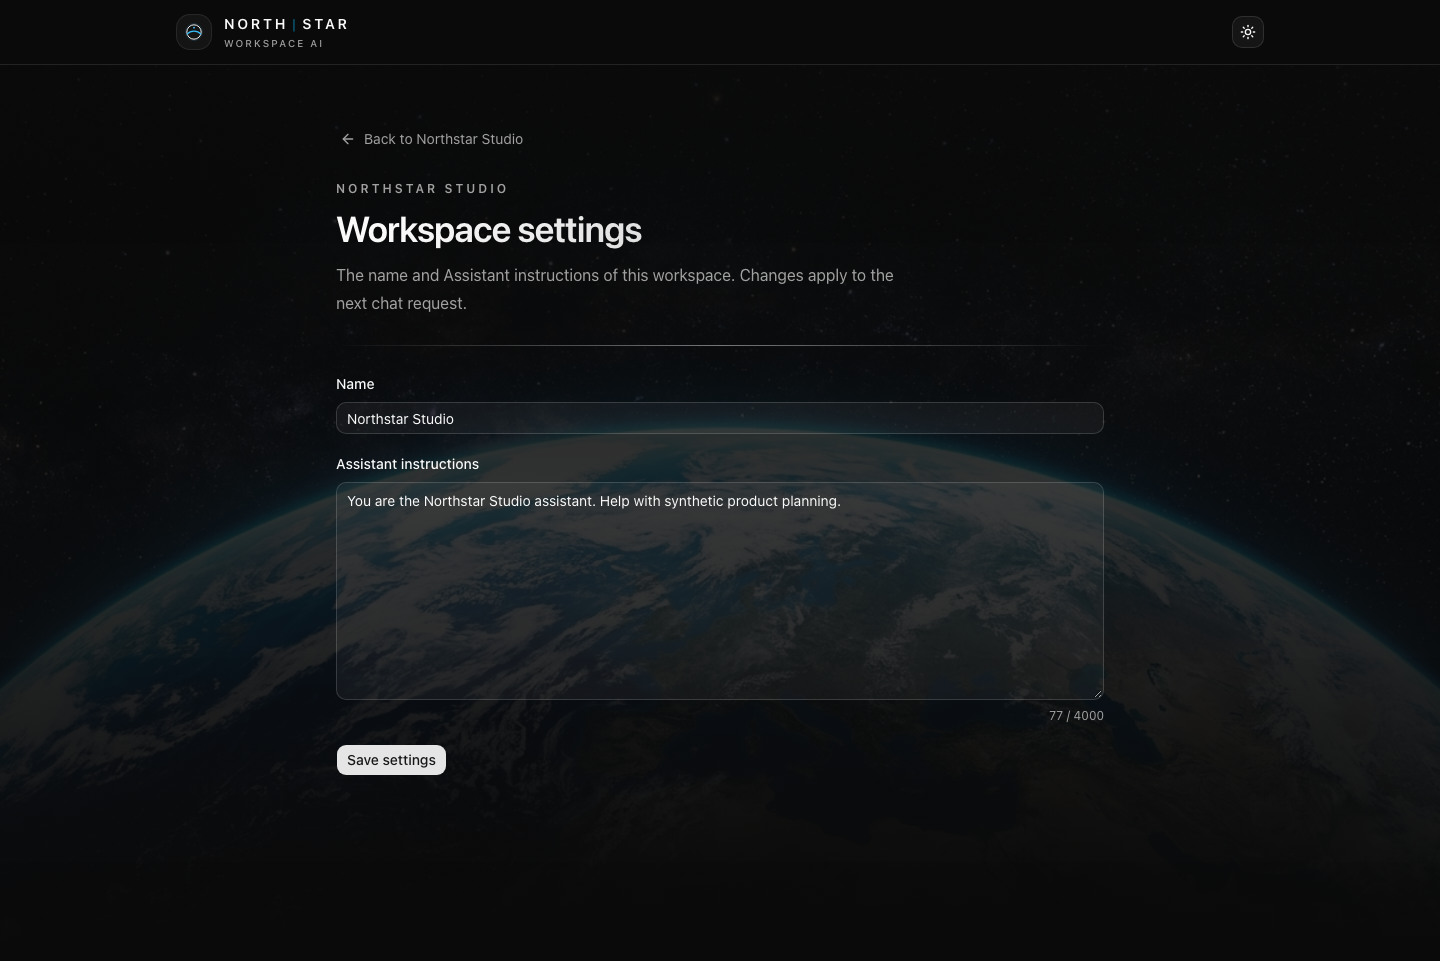 NORTH | STAR
WORKSPACE AI
Back to Northstar Studio
NORTHSTAR STUDIO
Workspace settings
The name and Assistant instructions of this workspace. Changes apply to the
next chat request.
Name
Northstar Studio
Assistant instructions
You are the Northstar Studio assistant. Help with synthetic product planning.
77 / 4000
Save settings